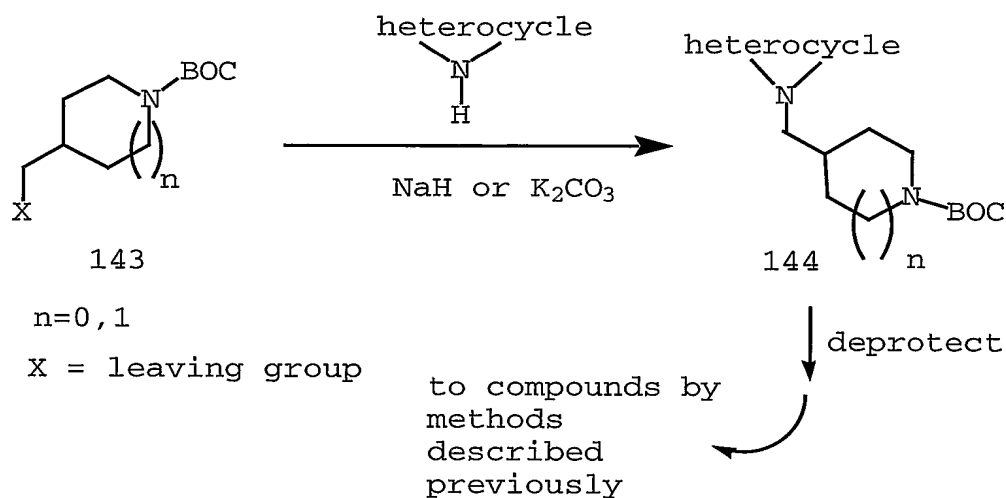 heterocycle
N
H
NaH or K₂CO₃
BOC
N
n
X
143
n=0,1
X = leaving group
heterocycle
N
N
BOC
n
144
deprotect
to compounds by
methods
described
previously